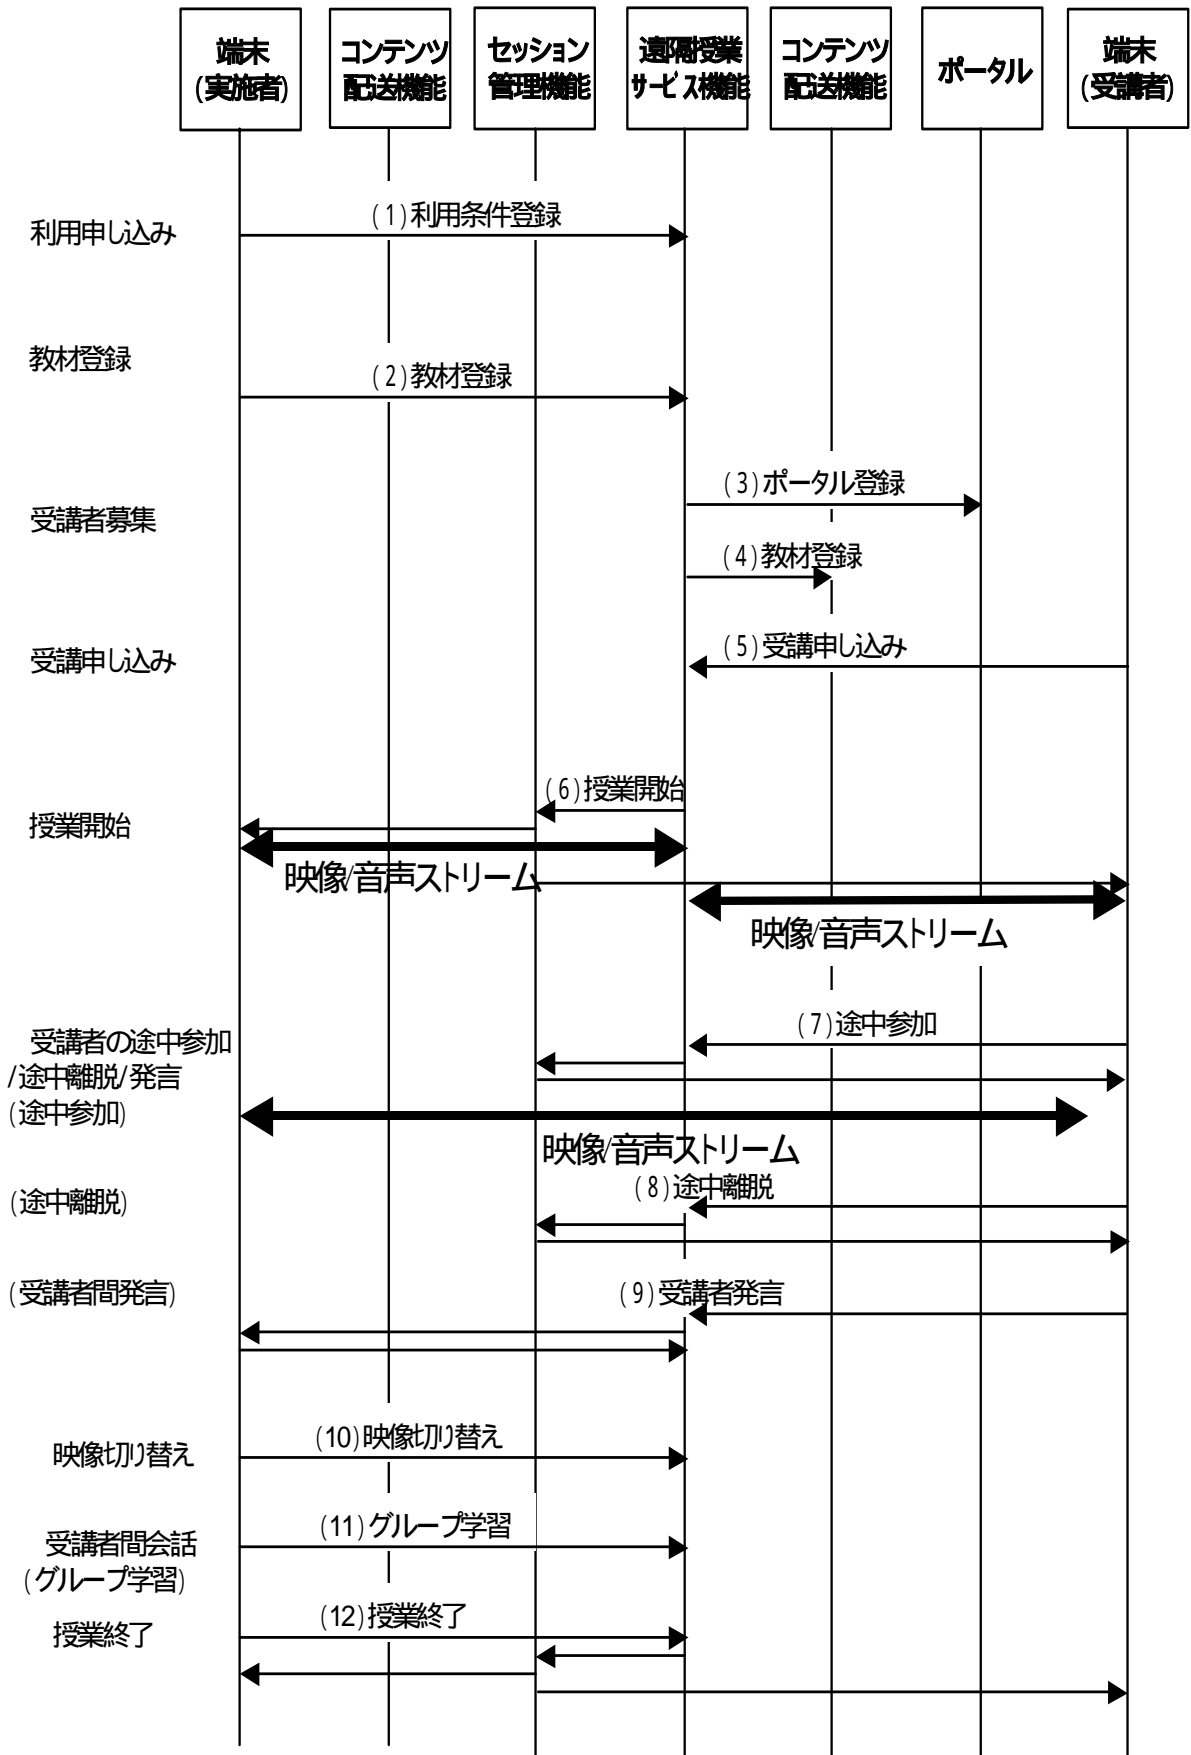 端末
(実施者)
コンテンツ
配送機能
セッション
管理機能
遠隔授業
サービス機能
コンテンツ
配送機能
ポータル
端末
(受講者)
利用申し込み
(1)利用条件登録
教材登録
(2)教材登録
受講者募集
(3)ポータル登録
(4)教材登録
受講申し込み
(5)受講申し込み
授業開始
(6)授業開始
映像/音声ストリーム
映像/音声ストリーム
受講者の途中参加
/途中離脱/発言
(途中参加)
(7)途中参加
映像/音声ストリーム
(途中離脱)
(8)途中離脱
(受講者間発言)
(9)受講者発言
映像切り替え
(10)映像切り替え
受講者間会話
(グループ学習)
(11)グループ学習
授業終了
(12)授業終了